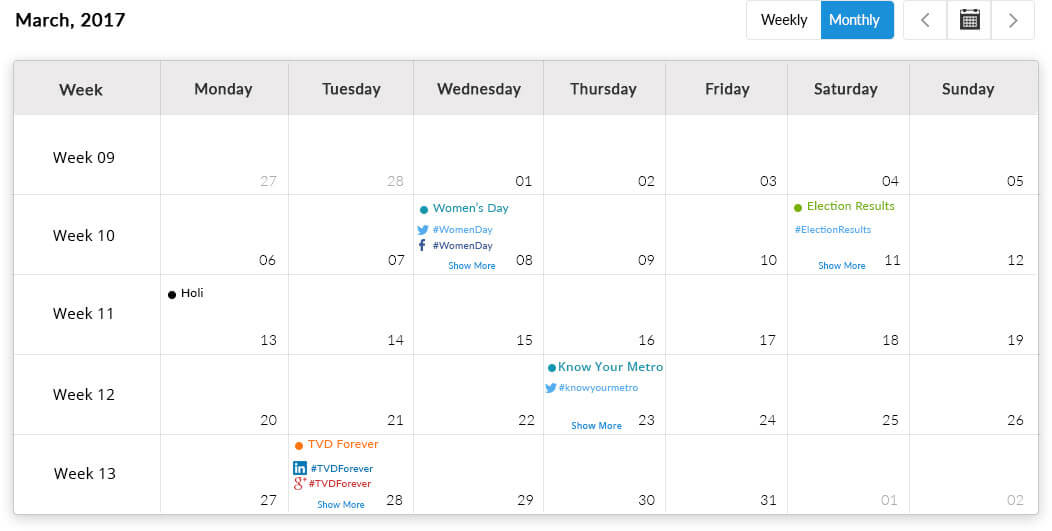 March, 2017
Weekly Monthly
Week Monday Tuesday Wednesday Thursday Friday Saturday Sunday
Week 09
27 28 01 02 03 04 05
Women's Day Election Results
#WomenDay #ElectionResults
Week 10
#WomenDay
06 07 08 09 10 11 12
Show More Show More
Holi
Week 11
13 14 15 16 17 18 19
Know Your Metro
#knowyourmetro
Week 12
20 21 22 23 24 25 26
Show More
TVD Forever
#TVDForever
Week 13
#TVDForever
27 28 29 30 31 01 02
Show More